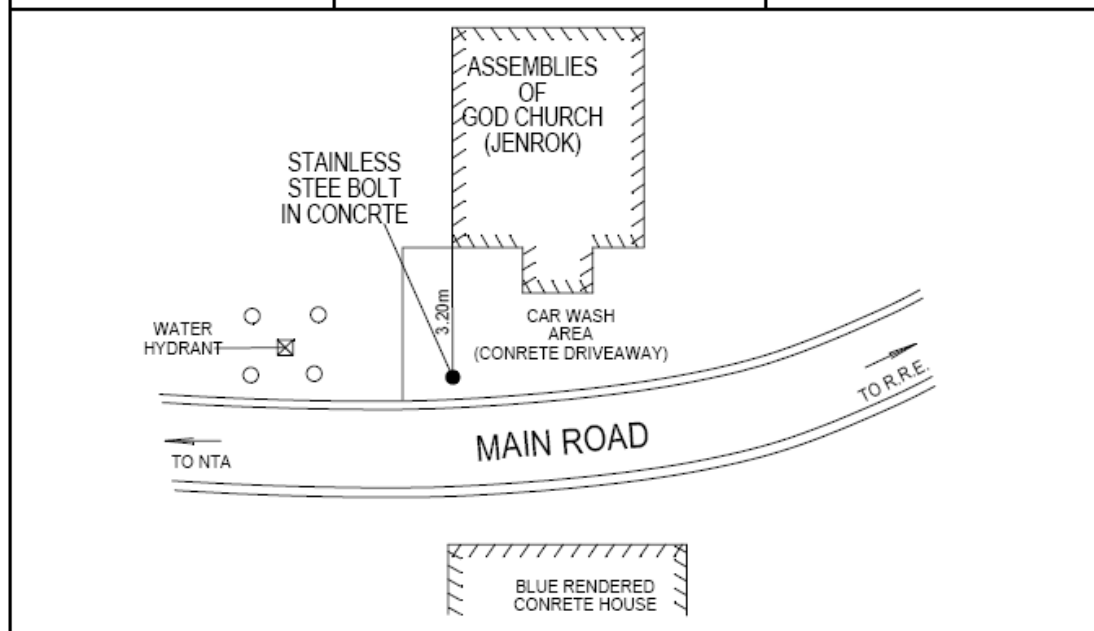 ASSEMBLIES
OF
GOD CHURCH
(JENROK)
STAINLESS
STEE BOLT
IN CONCRTE
3.20m
WATER
HYDRANT
CAR WASH
AREA
(CONRETE DRIVEAWAY)
TO R.R.E.
MAIN ROAD
TO NTA
BLUE RENDERED
CONRETE HOUSE